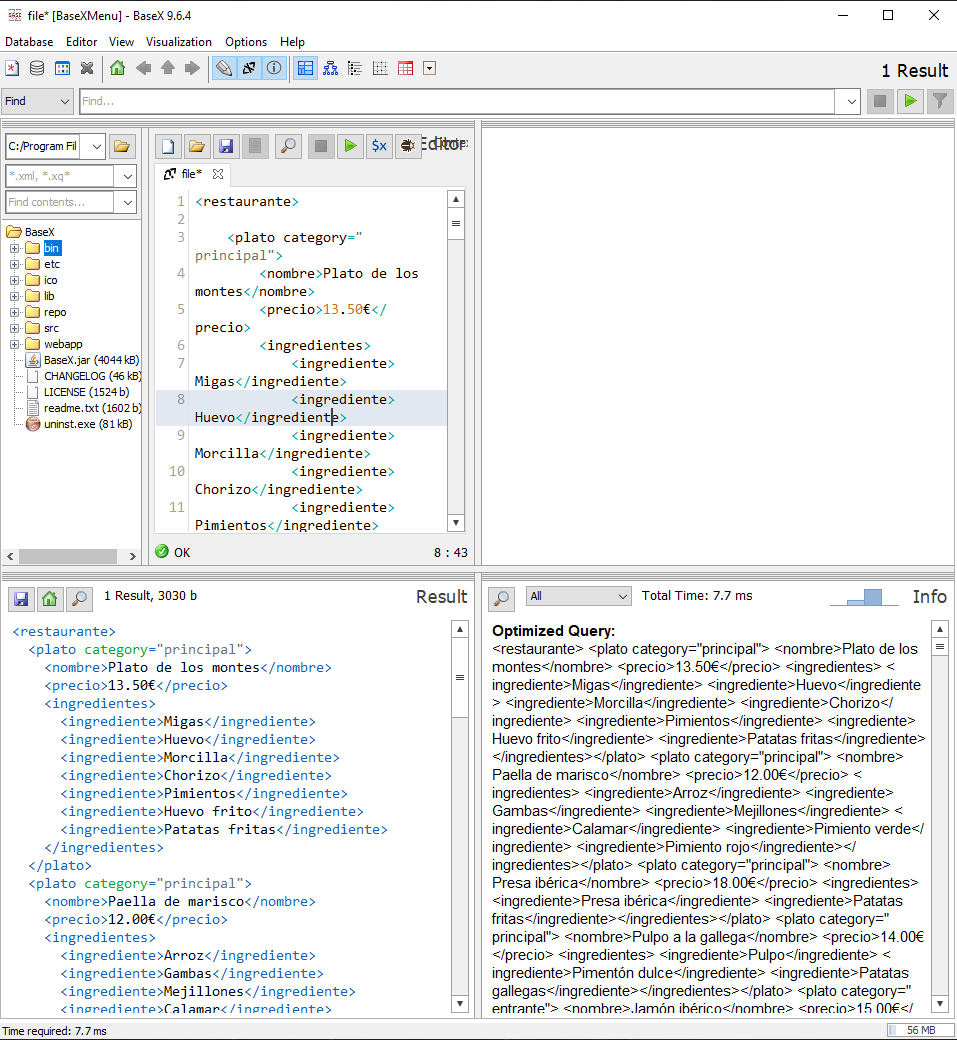 file* [BaseXMenu] - BaseX 9.6.4
Database Editor View Visualization Options Help
1 Result
Find
Find...
C:/Program Fil
*.xml, *.xq*
Find contents...
BaseX
bin
etc
ico
lib
repo
src
webapp
BaseX.jar (4044 kB)
CHANGELOG (46 kB)
LICENSE (1524 b)
readme.txt (1602 b)
uninst.exe (81 kB)
$x
Editor
file*
1 <restaurante>
2
3 <plato category="
principal">
4 <nombre>Plato de los
montes</nombre>
5 <precio>13.50€</
precio>
6 <ingredientes>
7 <ingrediente>
Migas</ingrediente>
8 <ingrediente>
Huevo</ingrediente>
9 <ingrediente>
Morcilla</ingrediente>
10 <ingrediente>
Chorizo</ingrediente>
11 <ingrediente>
Pimientos</ingrediente>
OK
8 : 43
1 Result, 3030 b
Result
<restaurante>
<plato category="principal">
<nombre>Plato de los montes</nombre>
<precio>13.50€</precio>
<ingredientes>
<ingrediente>Migas</ingrediente>
<ingrediente>Huevo</ingrediente>
<ingrediente>Morcilla</ingrediente>
<ingrediente>Chorizo</ingrediente>
<ingrediente>Pimientos</ingrediente>
<ingrediente>Huevo frito</ingrediente>
<ingrediente>Patatas fritas</ingrediente>
</ingredientes>
</plato>
<plato category="principal">
<nombre>Paella de marisco</nombre>
<precio>12.00€</precio>
<ingredientes>
<ingrediente>Arroz</ingrediente>
<ingrediente>Gambas</ingrediente>
<ingrediente>Mejillones</ingrediente>
<ingrediente>Calamar</ingrediente>
All
Total Time: 7.7 ms
Info
Optimized Query:
<restaurante> <plato category="principal"> <nombre>Plato de los
montes</nombre> <precio>13.50€</precio> <ingredientes> <
ingrediente>Migas</ingrediente> <ingrediente>Huevo</ingrediente
> <ingrediente>Morcilla</ingrediente> <ingrediente>Chorizo</
ingrediente> <ingrediente>Pimientos</ingrediente> <ingrediente>
Huevo frito</ingrediente> <ingrediente>Patatas fritas</ingrediente>
</ingredientes></plato> <plato category="principal"> <nombre>
Paella de marisco</nombre> <precio>12.00€</precio> <
ingredientes> <ingrediente>Arroz</ingrediente> <ingrediente>
Gambas</ingrediente> <ingrediente>Mejillones</ingrediente> <
ingrediente>Calamar</ingrediente> <ingrediente>Pimiento verde</
ingrediente> <ingrediente>Pimiento rojo</ingrediente></
ingredientes></plato> <plato category="principal"> <nombre>
Presa ibérica</nombre> <precio>18.00€</precio> <ingredientes>
<ingrediente>Presa ibérica</ingrediente> <ingrediente>Patatas
fritas</ingrediente></ingredientes></plato> <plato category="
principal"> <nombre>Pulpo a la gallega</nombre> <precio>14.00€
</precio> <ingredientes> <ingrediente>Pulpo</ingrediente> <
ingrediente>Pimentón dulce</ingrediente> <ingrediente>Patatas
gallegas</ingrediente></ingredientes></plato> <plato category="
entrante"> <nombre>Jamón ibérico</nombre> <precio>15.00€</
Time required: 7.7 ms
56 MB